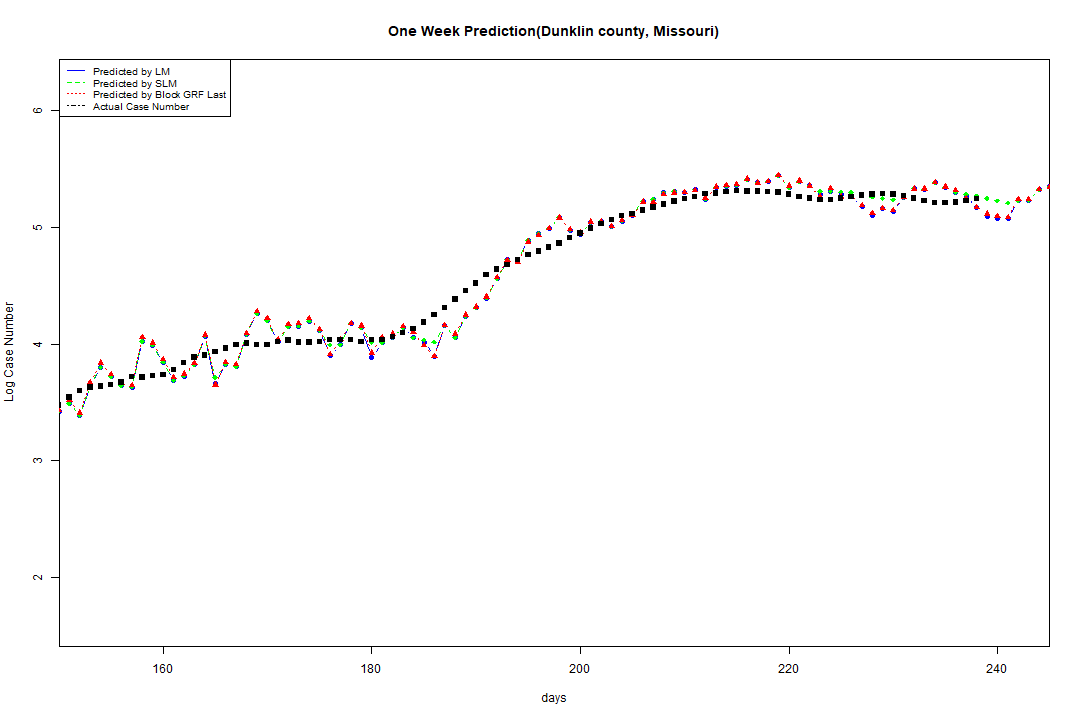 One Week Prediction(Dunklin county, Missouri)
Predicted by LM
Predicted by SLM
Predicted by Block GRF Last
Actual Case Number
6
5
4
3
2
Log Case Number
160 180 200 220 240
days